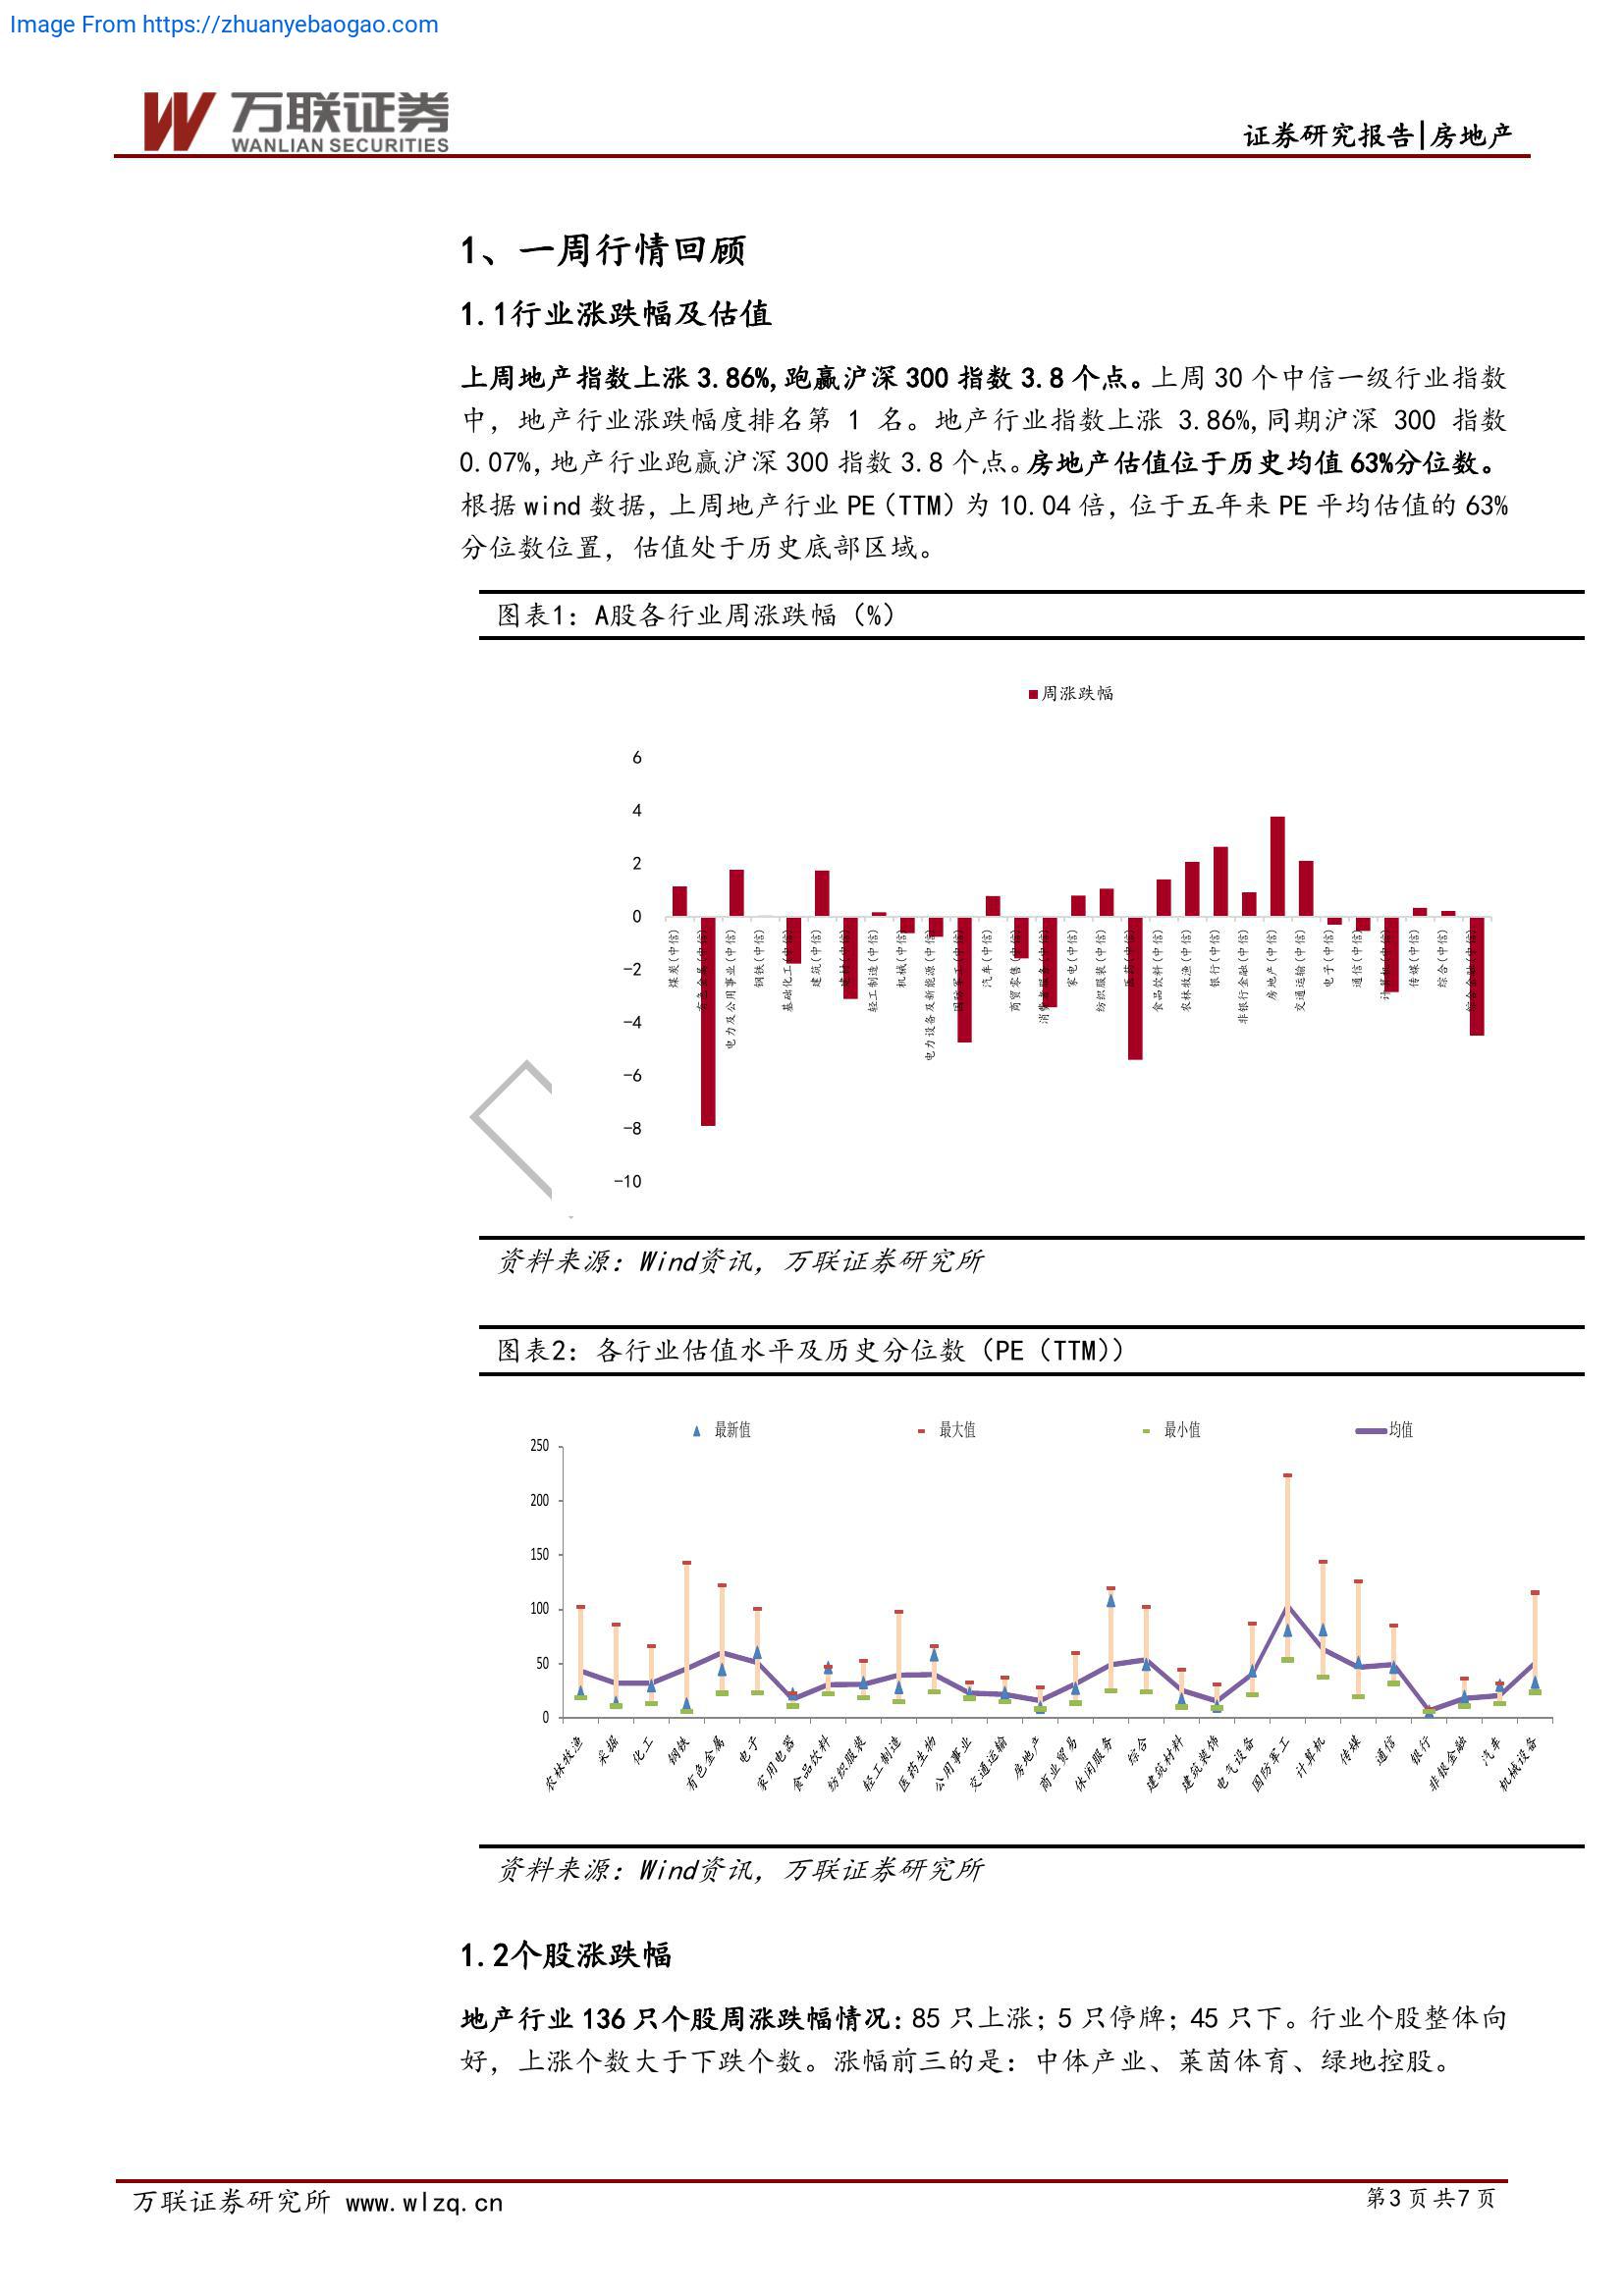 Image From https://zhuanyebaogao.com
万联证券
WANLIAN SECURITIES
证券研究报告|房地产
1、一周行情回顾
1.1行业涨跌幅及估值
上周地产指数上涨 3.86%,跑赢沪深 300 指数 3.8 个点。上周 30 个中信一级行业指数
中，地产行业涨跌幅度排名第 1 名。地产行业指数上涨 3.86%,同期沪深 300 指数
0.07%,地产行业跑赢沪深 300 指数 3.8 个点。房地产估值位于历史均值 63%分位数。
根据 wind 数据，上周地产行业 PE（TTM）为 10.04 倍，位于五年来 PE 平均估值的 63%
分位数位置，估值处于历史底部区域。
图表1：A股各行业周涨跌幅（%）
周涨跌幅
6
4
2
0
-2
-4
-6
-8
-10
煤炭(中信)
有色金属(中信)
电力及公用事业(中信)
钢铁(中信)
基础化工(中信)
建筑(中信)
建材(中信)
轻工制造(中信)
机械(中信)
电力设备及新能源(中信)
国防军工(中信)
汽车(中信)
商贸零售(中信)
消费者服务(中信)
家电(中信)
纺织服装(中信)
医药(中信)
食品饮料(中信)
农林牧渔(中信)
银行(中信)
非银行金融(中信)
房地产(中信)
交通运输(中信)
电子(中信)
通信(中信)
计算机(中信)
传媒(中信)
综合(中信)
综合金融(中信)
资料来源：Wind资讯，万联证券研究所
图表2：各行业估值水平及历史分位数（PE（TTM））
最新值 最大值 最小值 均值
250
200
150
100
50
0
农林牧渔
采掘
化工
钢铁
有色金属
电子
家用电器
食品饮料
纺织服装
轻工制造
医药生物
公用事业
交通运输
房地产
商业贸易
休闲服务
综合
建筑材料
建筑装饰
电气设备
国防军工
计算机
传媒
通信
银行
非银金融
汽车
机械设备
资料来源：Wind资讯，万联证券研究所
1.2个股涨跌幅
地产行业 136 只个股周涨跌幅情况：85 只上涨；5 只停牌；45 只下。行业个股整体向
好，上涨个数大于下跌个数。涨幅前三的是：中体产业、莱茵体育、绿地控股。
万联证券研究所 www.wlzq.cn
第 3 页 共 7 页